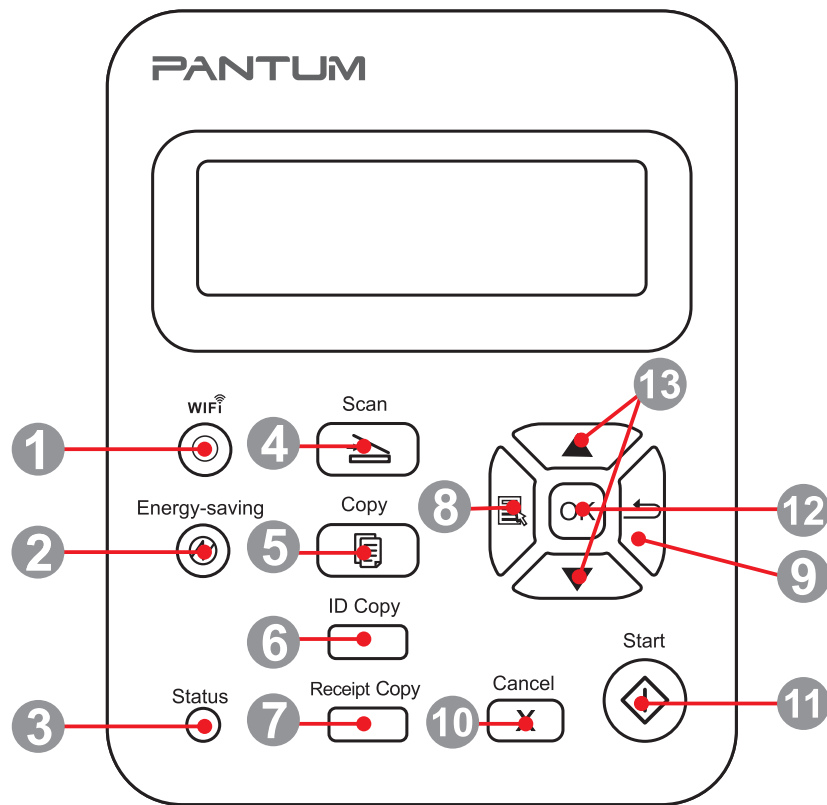 PANTUM
13
WIFI
Scan
1
4
8
OK
12
Energy-saving
Copy
2
5
9
ID Copy
6
Start
Status
Receipt Copy
Cancel
3
7
10
X
11